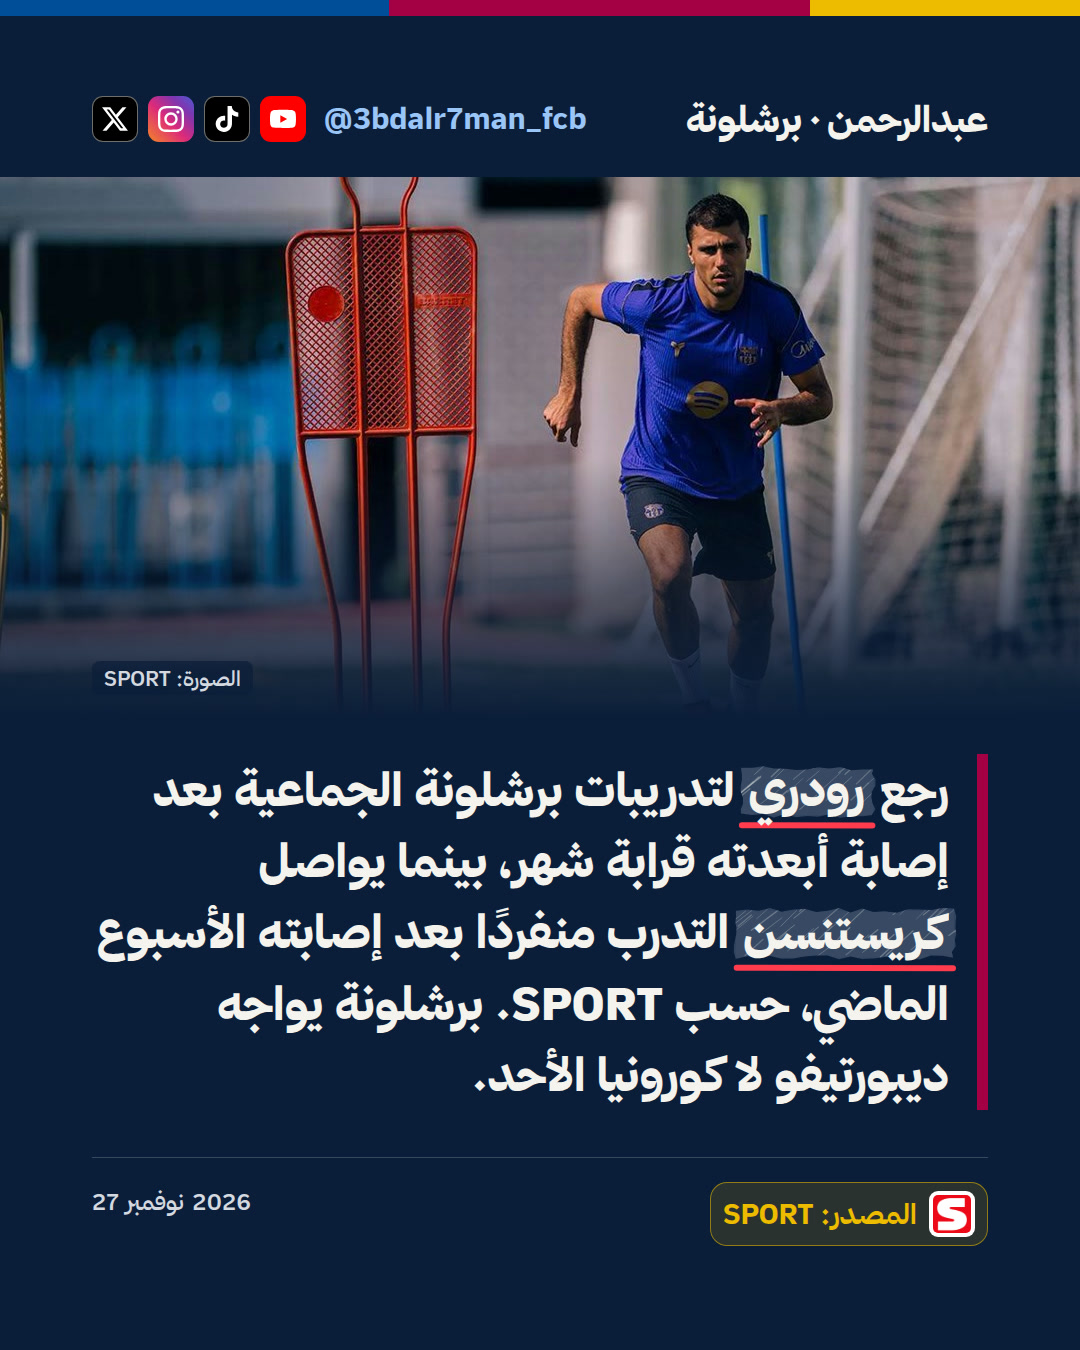 عبدالرحمن · برشلونة
@3bdalr7man_fcb
الصورة: SPORT
رجع رودري لتدريبات برشلونة الجماعية بعد
إصابة أبعدته قرابة شهر، بينما يواصل
كريستنسن التدرب منفردًا بعد إصابته الأسبوع
الماضي، حسب SPORT. برشلونة يواجه
ديبورتيفو لا كورونيا الأحد.
المصدر: SPORT
27 نوفمبر 2026